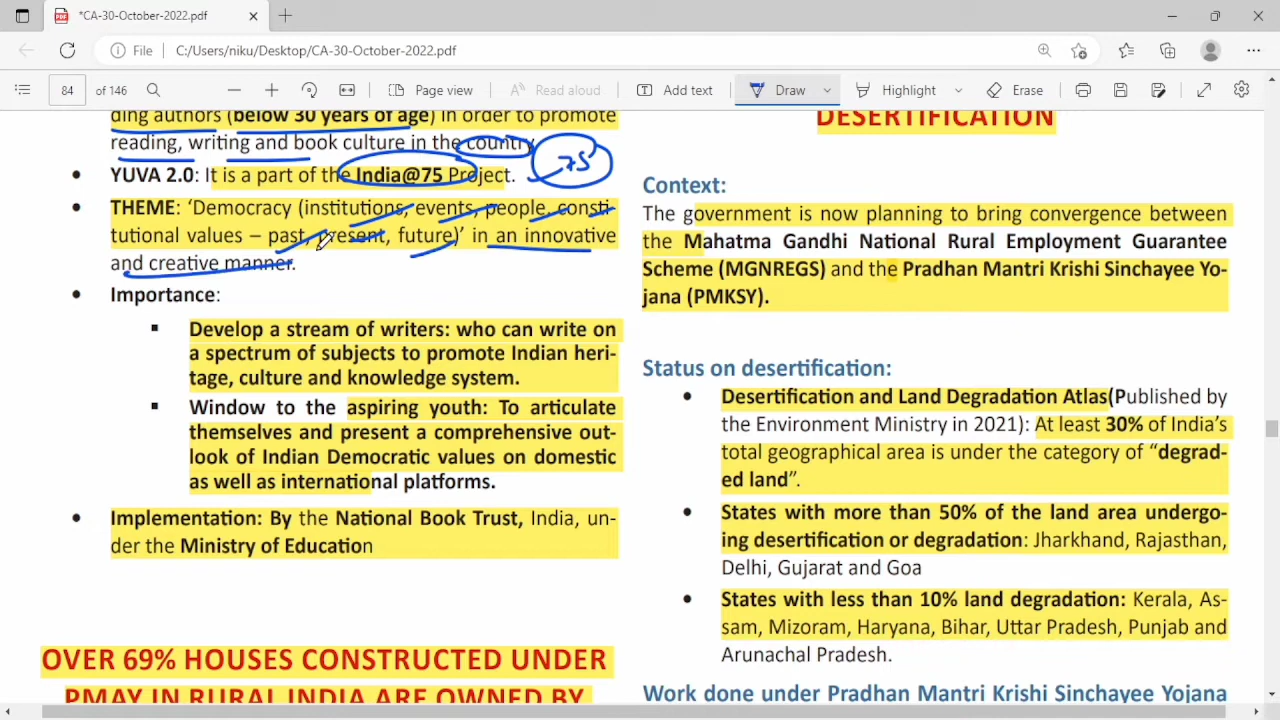 *CA-30-October-2022.pdf
File
C:/Users/niku/Desktop/CA-30-October-2022.pdf
84
of 146
Page view
Read aloud
Add text
Draw
Highlight
Erase
ding authors (below 30 years of age) in order to promote
reading, writing and book culture in the country
75
• YUVA 2.0: It is a part of the India@75 Project.
• THEME: ‘Democracy (institutions, events, people, consti-
tutional values – past, present, future)’ in an innovative
and creative manner.
• Importance:
▪ Develop a stream of writers: who can write on
a spectrum of subjects to promote Indian heri-
tage, culture and knowledge system.
▪ Window to the aspiring youth: To articulate
themselves and present a comprehensive out-
look of Indian Democratic values on domestic
as well as international platforms.
• Implementation: By the National Book Trust, India, un-
der the Ministry of Education
OVER 69% HOUSES CONSTRUCTED UNDER
PMAY IN RURAL INDIA ARE OWNED BY
DESERTIFICATION
Context:
The government is now planning to bring convergence between
the Mahatma Gandhi National Rural Employment Guarantee
Scheme (MGNREGS) and the Pradhan Mantri Krishi Sinchayee Yo-
jana (PMKSY).
Status on desertification:
• Desertification and Land Degradation Atlas(Published by
the Environment Ministry in 2021): At least 30% of India’s
total geographical area is under the category of “degrad-
ed land”.
• States with more than 50% of the land area undergo-
ing desertification or degradation: Jharkhand, Rajasthan,
Delhi, Gujarat and Goa
• States with less than 10% land degradation: Kerala, As-
sam, Mizoram, Haryana, Bihar, Uttar Pradesh, Punjab and
Arunachal Pradesh.
Work done under Pradhan Mantri Krishi Sinchayee Yojana